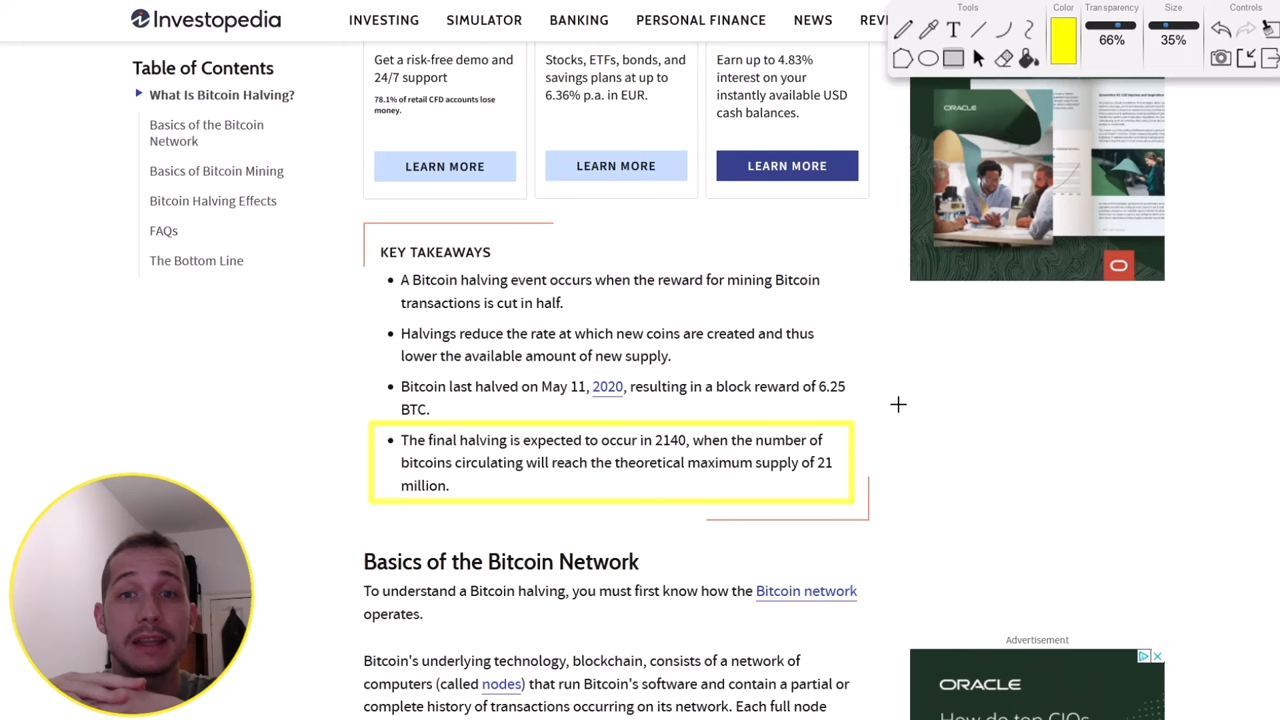 Investopedia
INVESTING
SIMULATOR
BANKING
PERSONAL FINANCE
NEWS
Tools
Color
Transparency
Size
Controls
T
66%
35%
Table of Contents
What Is Bitcoin Halving?
Basics of the Bitcoin
Network
Basics of Bitcoin Mining
Bitcoin Halving Effects
FAQs
The Bottom Line
Get a risk-free demo and
24/7 support
78.1% of retail CFD accounts lose
money.
LEARN MORE
Stocks, ETFs, bonds, and
savings plans at up to
6.36% p.a. in EUR.
LEARN MORE
Earn up to 4.83%
interest on your
instantly available USD
cash balances.
LEARN MORE
ORACLE
KEY TAKEAWAYS
• A Bitcoin halving event occurs when the reward for mining Bitcoin
transactions is cut in half.
• Halvings reduce the rate at which new coins are created and thus
lower the available amount of new supply.
• Bitcoin last halved on May 11, 2020, resulting in a block reward of 6.25
BTC.
• The final halving is expected to occur in 2140, when the number of
bitcoins circulating will reach the theoretical maximum supply of 21
million.
Basics of the Bitcoin Network
To understand a Bitcoin halving, you must first know how the Bitcoin network
operates.
Bitcoin's underlying technology, blockchain, consists of a network of
computers (called nodes) that run Bitcoin's software and contain a partial or
complete history of transactions occurring on its network. Each full node
Advertisement
ORACLE
How do top CIOs